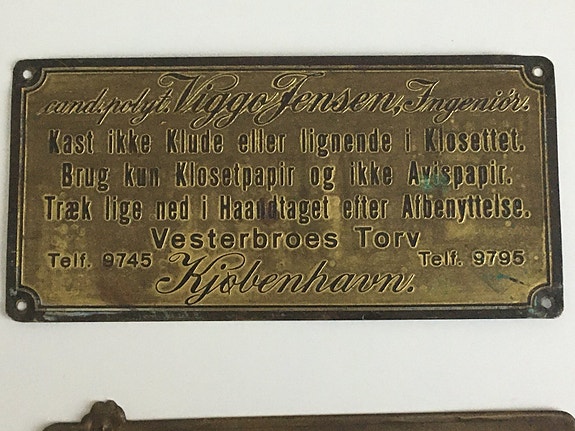 cand.polyt. Viggo Jensen, Ingeniör.
Kast ikke Klude eller lignende i Klosettet.
Brug kun Klosetpapir og ikke Avispapir.
Træk lige ned i Haandtaget efter Afbenyttelse.
Vesterbroes Torv
Telf. 9745 Telf. 9795
Kjøbenhavn.